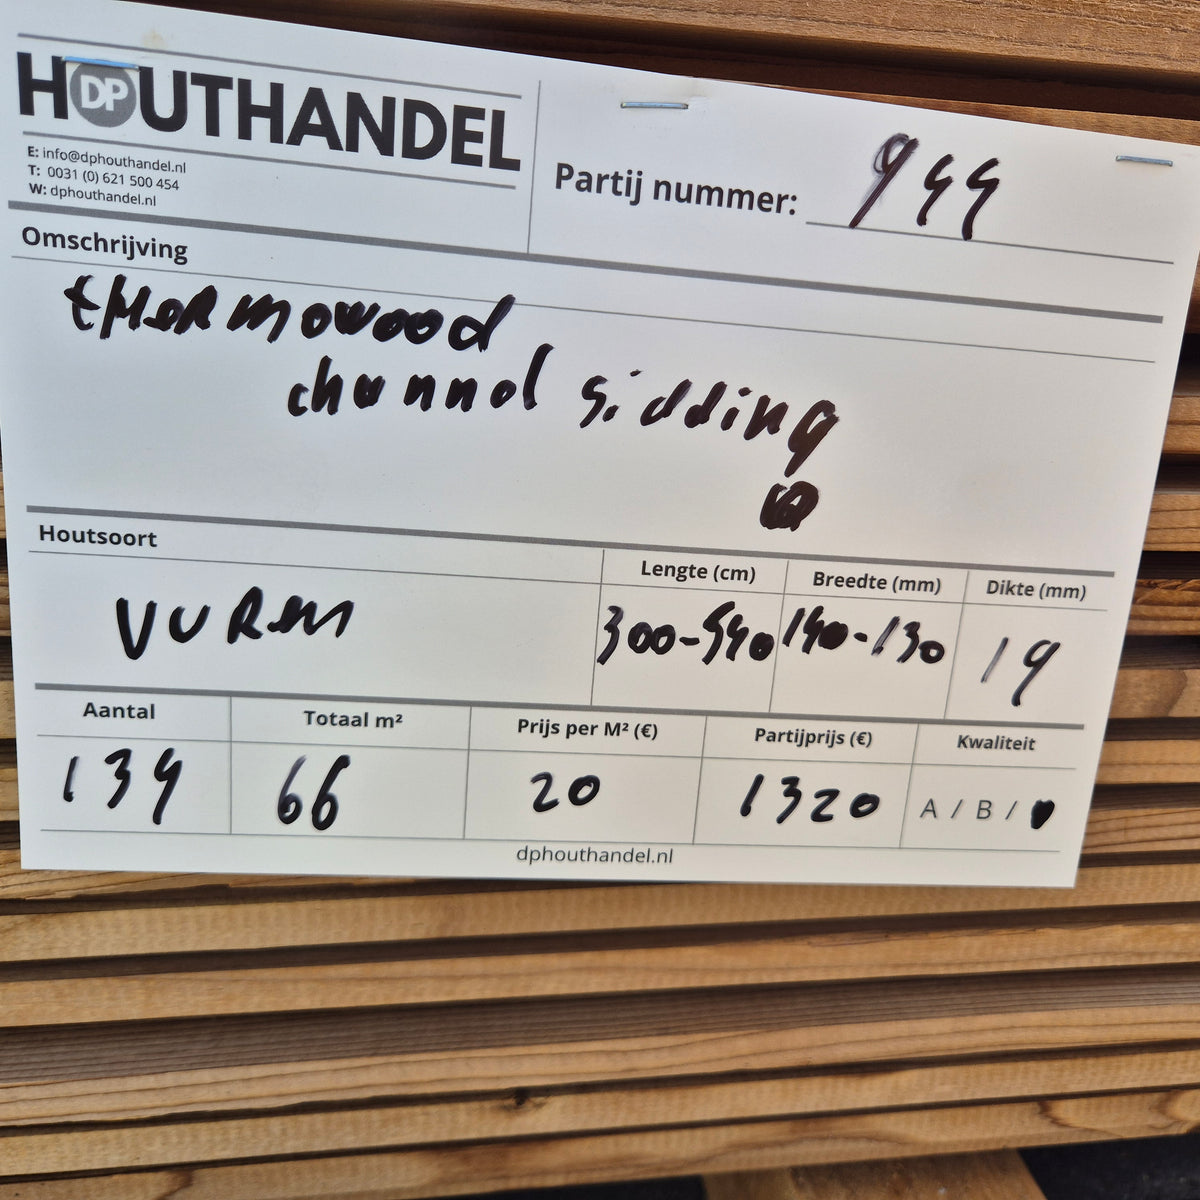 HOUTHANDEL
DP
E: info@dphouthandel.nl
T: 0031 (0) 621 500 454
W: dphouthandel.nl
Partij nummer: 944
Omschrijving
thermowood
channel sidding
Houtsoort
Lengte (cm) Breedte (mm) Dikte (mm)
vuren 300-540 140-130 19
Aantal Totaal m² Prijs per M² (€) Partijprijs (€) Kwaliteit
134 66 20 1320 A / B /
dphouthandel.nl